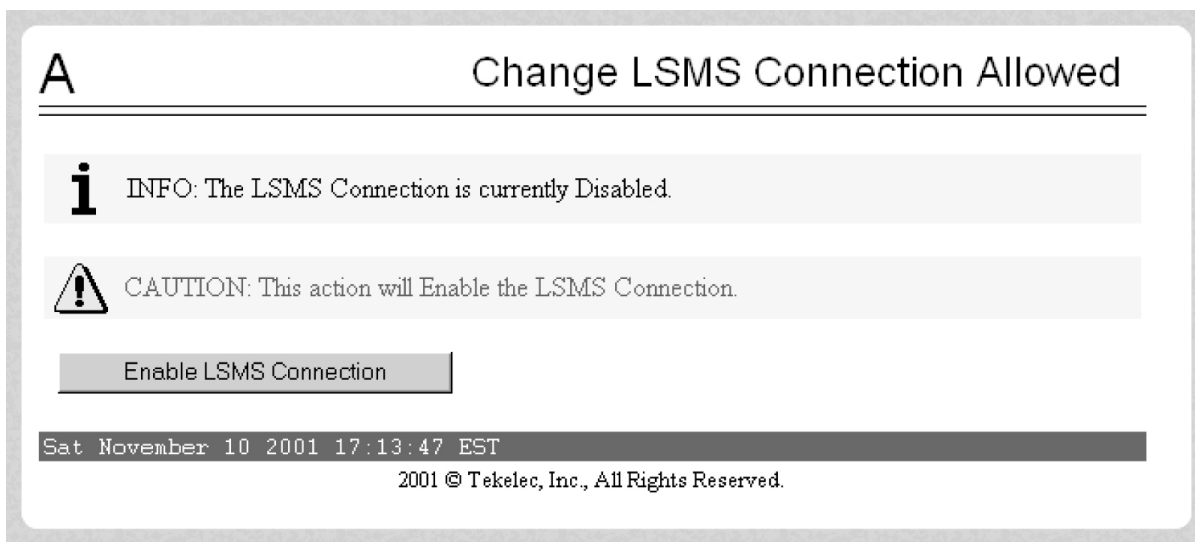 A
Change LSMS Connection Allowed
INFO: The LSMS Connection is currently Disabled.
CAUTION: This action will Enable the LSMS Connection.
Enable LSMS Connection
Sat November 10 2001 17:13:47 EST
2001 © Tekelec, Inc., All Rights Reserved.